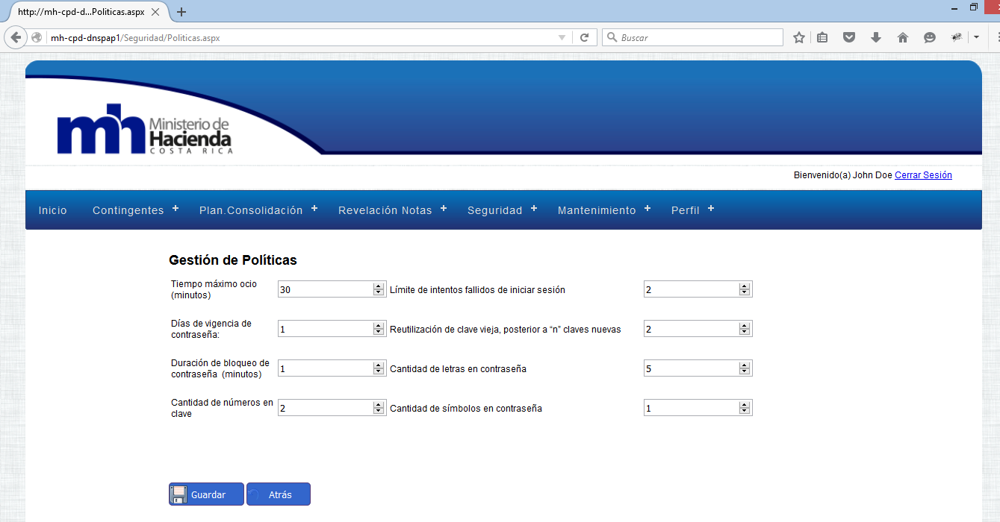 http://mh-cpd-d...Politicas.aspx
mh-cpd-dnspap1/Seguridad/Politicas.aspx
Buscar
mh Ministerio de
Hacienda
COSTA RICA
Bienvenido(a) John Doe Cerrar Sesión
Inicio Contingentes + Plan.Consolidación + Revelación Notas + Seguridad + Mantenimiento + Perfil +
Gestión de Políticas
Tiempo máximo ocio
(minutos)
30
Límite de intentos fallidos de iniciar sesión
2
Días de vigencia de
contraseña:
1
Reutilización de clave vieja, posterior a “n” claves nuevas
2
Duración de bloqueo de
contraseña (minutos)
1
Cantidad de letras en contraseña
5
Cantidad de números en
clave
2
Cantidad de símbolos en contraseña
1
Guardar Atrás